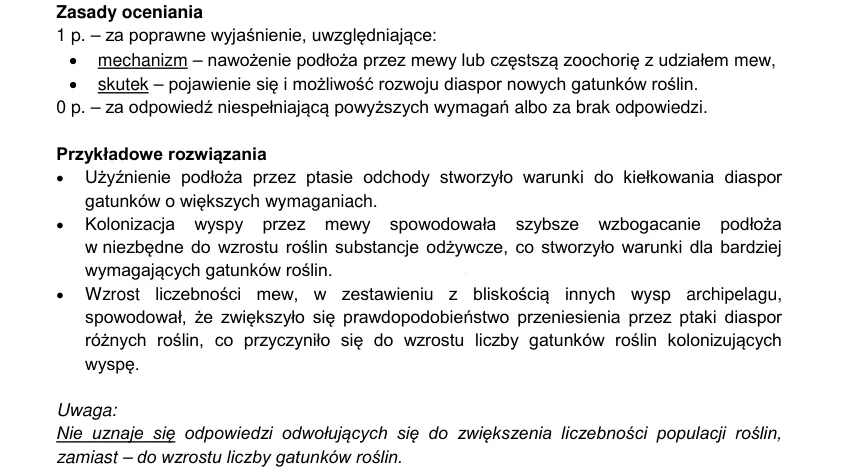 Zasady oceniania
1 p. – za poprawne wyjaśnienie, uwzględniające:
• mechanizm – nawożenie podłoża przez mewy lub częstszą zoochorię z udziałem mew,
• skutek – pojawienie się i możliwość rozwoju diaspor nowych gatunków roślin.
0 p. – za odpowiedź niespełniającą powyższych wymagań albo za brak odpowiedzi.
Przykładowe rozwiązania
• Użyźnienie podłoża przez ptasie odchody stworzyło warunki do kiełkowania diaspor
gatunków o większych wymaganiach.
• Kolonizacja wyspy przez mewy spowodowała szybsze wzbogacanie podłoża
w niezbędne do wzrostu roślin substancje odżywcze, co stworzyło warunki dla bardziej
wymagających gatunków roślin.
• Wzrost liczebności mew, w zestawieniu z bliskością innych wysp archipelagu,
spowodował, że zwiększyło się prawdopodobieństwo przeniesienia przez ptaki diaspor
różnych roślin, co przyczyniło się do wzrostu liczby gatunków roślin kolonizujących
wyspę.
Uwaga:
Nie uznaje się odpowiedzi odwołujących się do zwiększenia liczebności populacji roślin,
zamiast – do wzrostu liczby gatunków roślin.